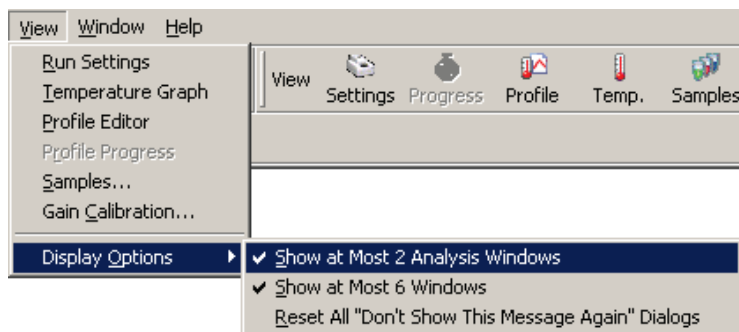 View Window Help
Run Settings
Temperature Graph
Profile Editor
Profile Progress
Samples...
Gain Calibration...
Display Options
View Settings Progress Profile Temp. Samples
Show at Most 2 Analysis Windows
Show at Most 6 Windows
Reset All "Don't Show This Message Again" Dialogs